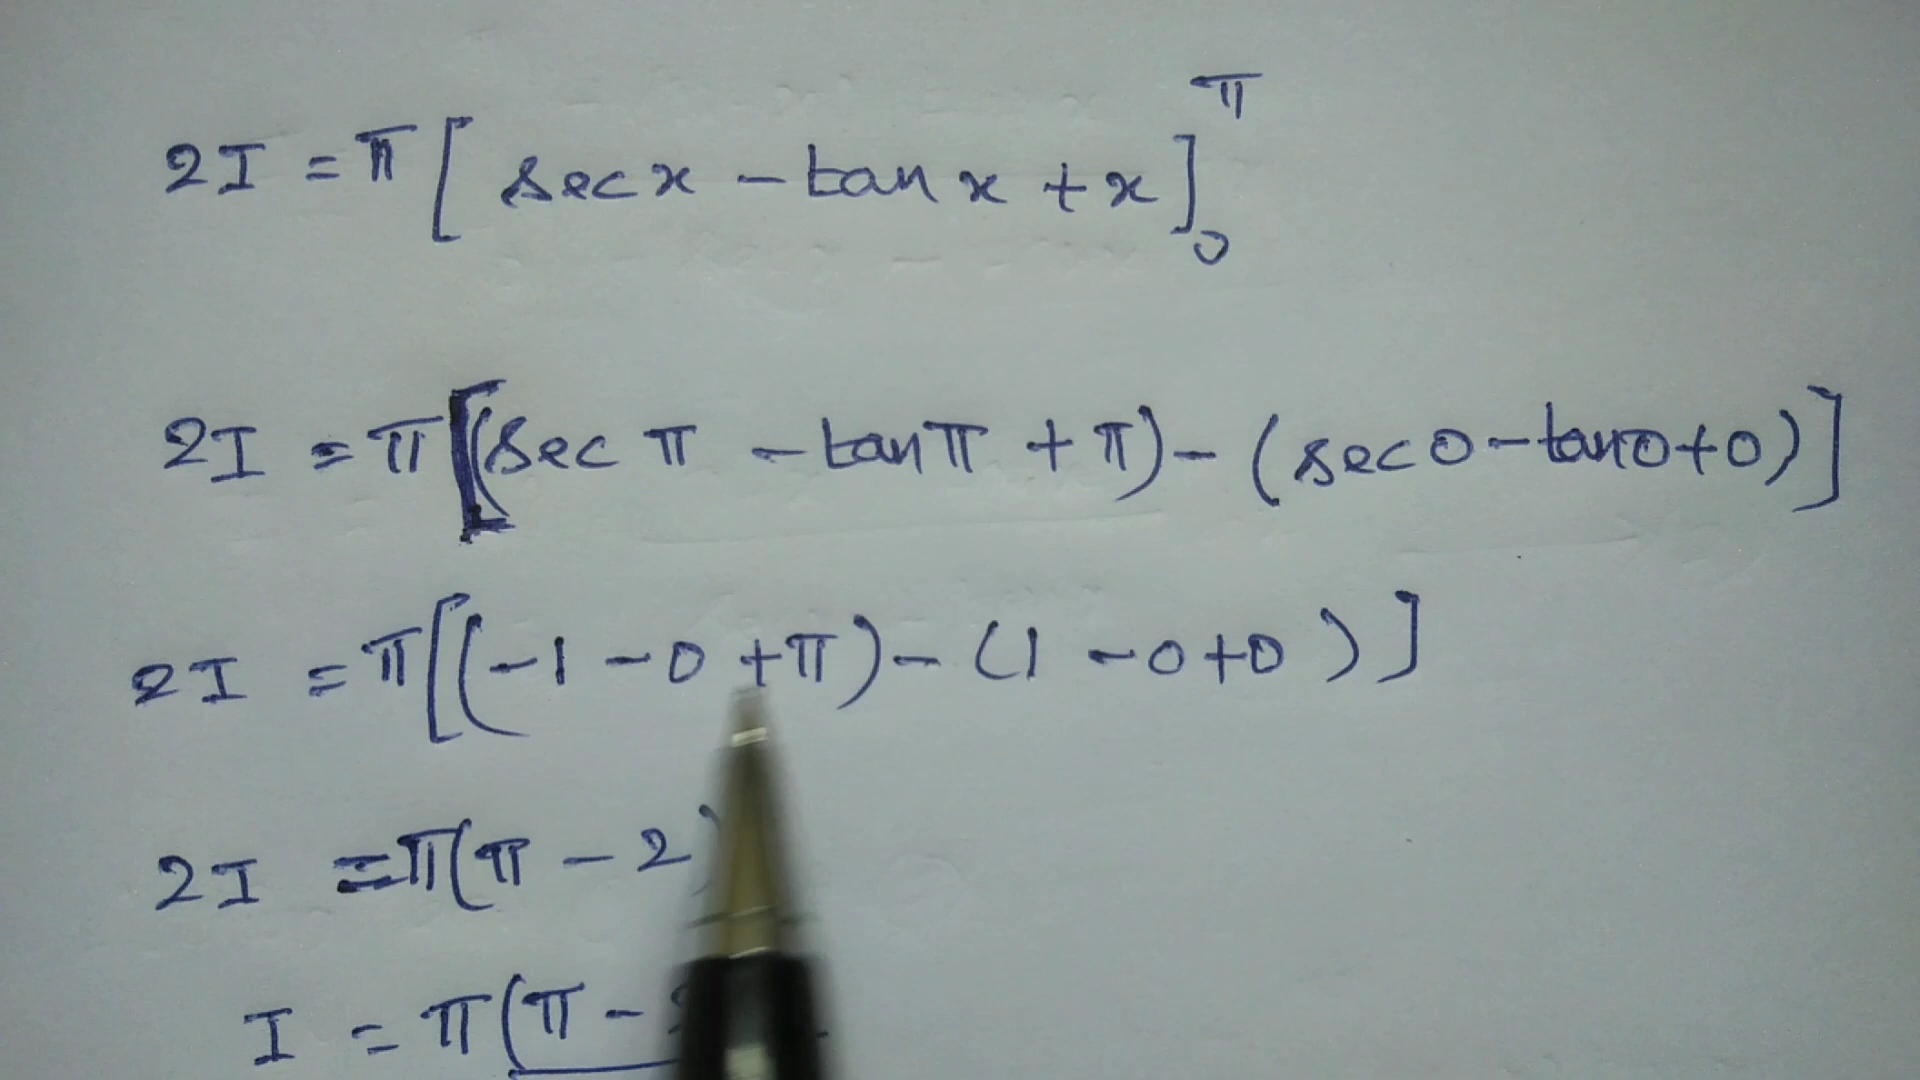 2I = π [ sec x - tan x + x ]₀^π
2I = π [(sec π - tan π + π) - (sec 0 - tan 0 + 0)]
2I = π [(-1 - 0 + π) - (1 - 0 + 0)]
2I = π(π - 2)
I = π(π -